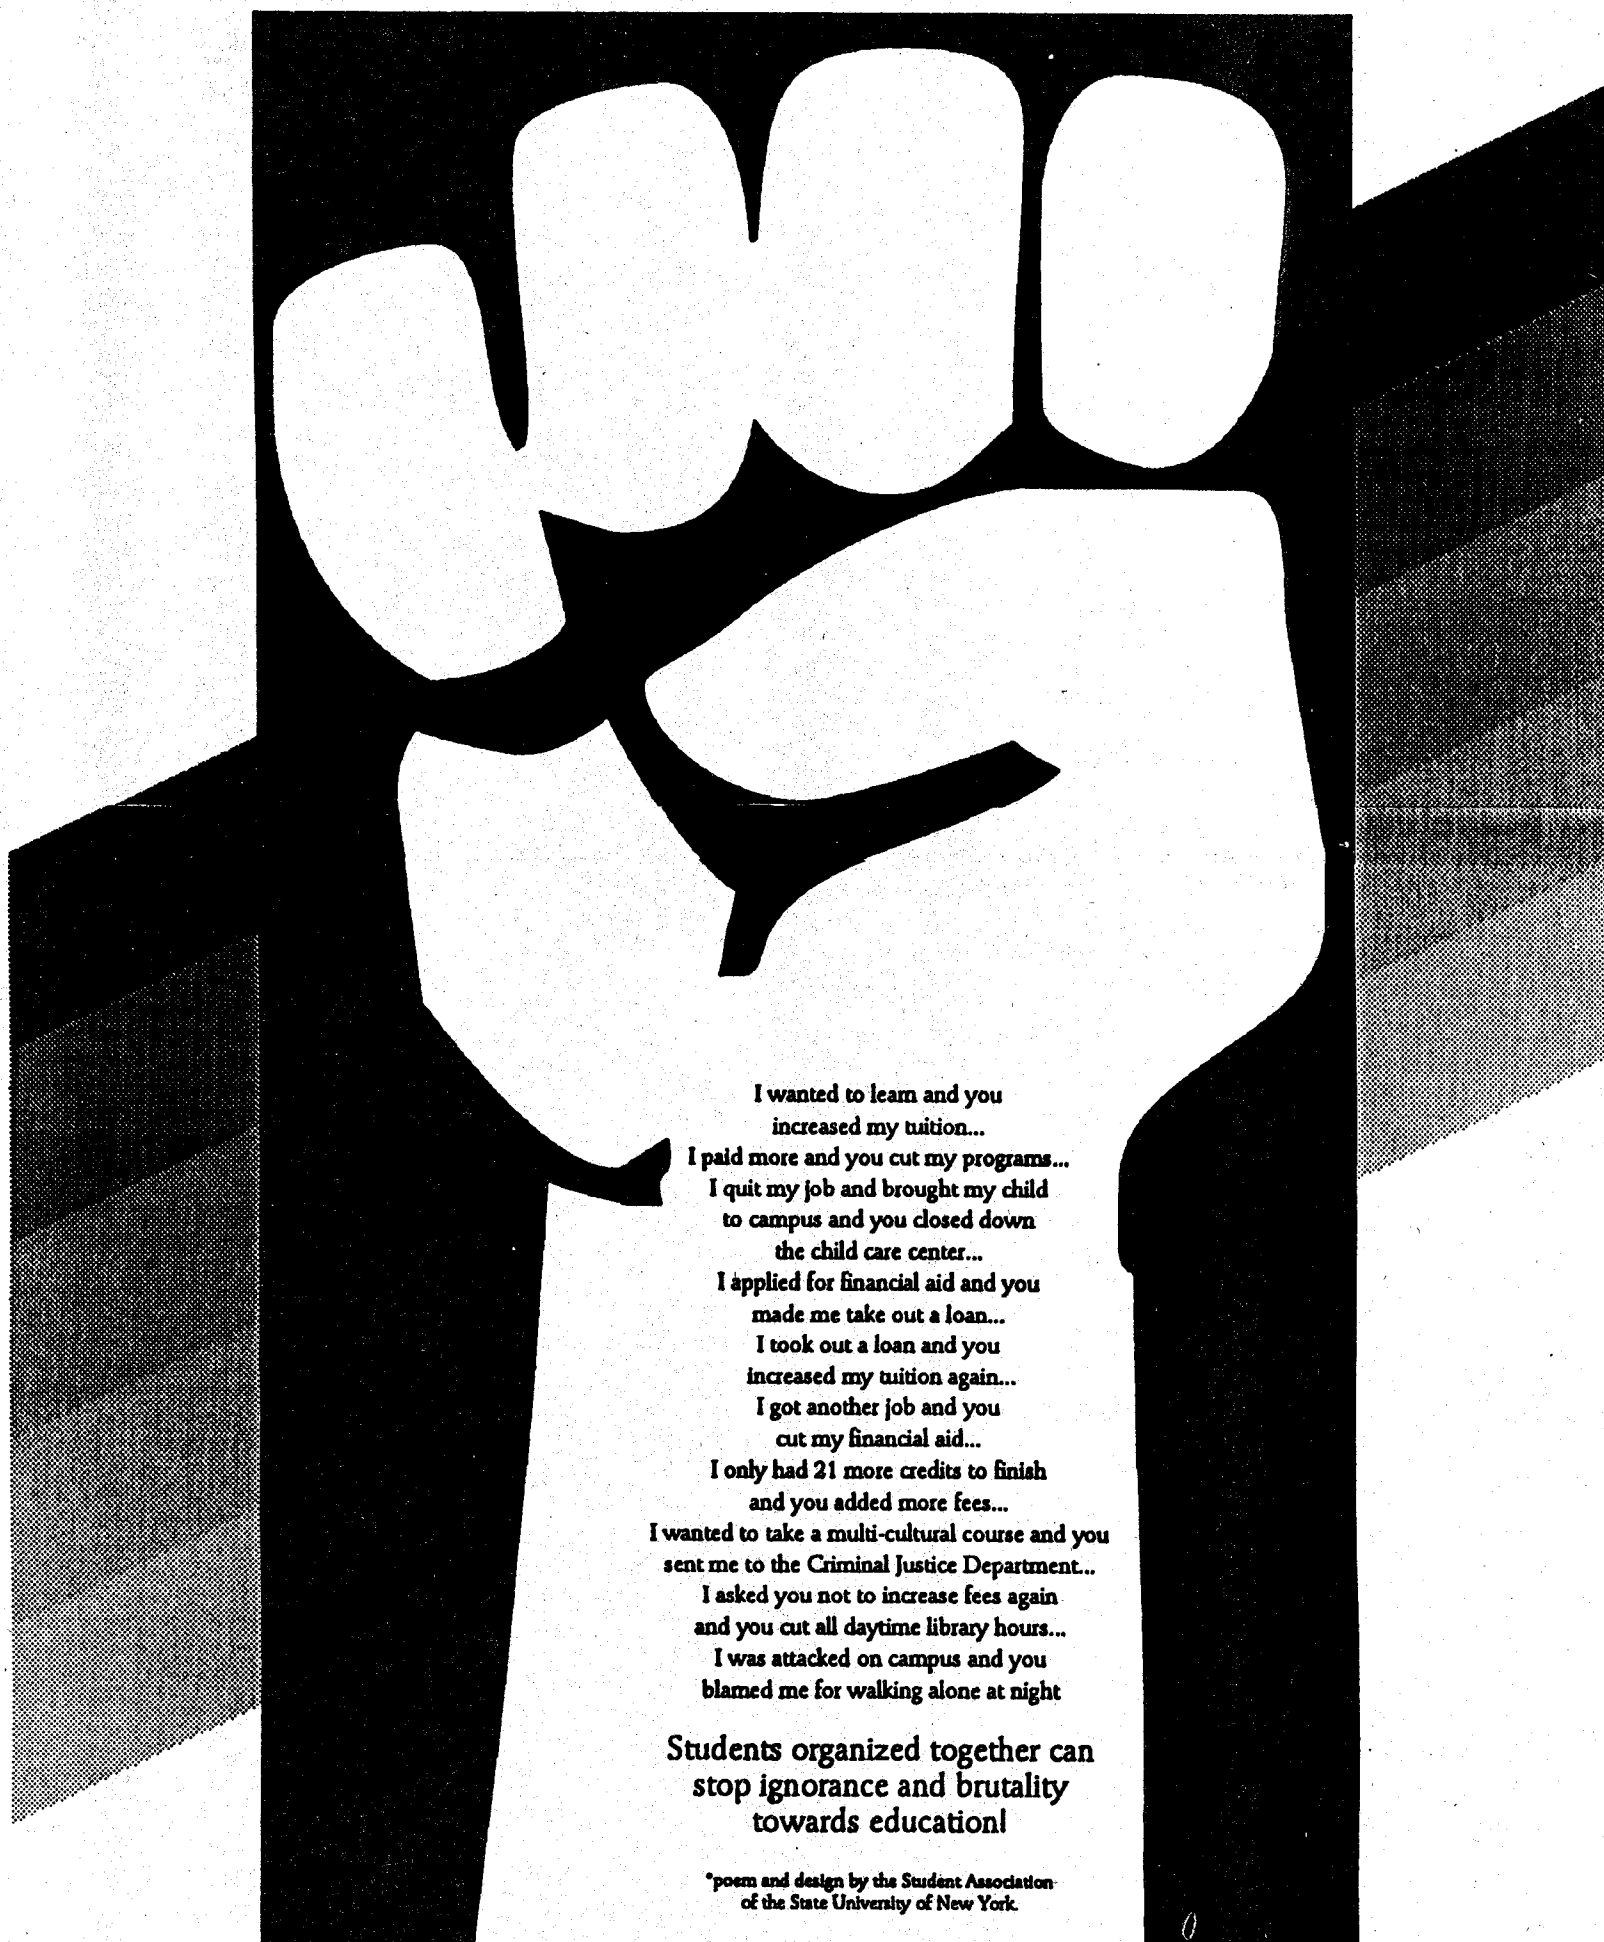 I wanted to learn and you
increased my tuition...
I paid more and you cut my programs...
I quit my job and brought my child
to campus and you closed down
the child care center...
I applied for financial aid and you
made me take out a loan...
I took out a loan and you
increased my tuition again...
I got another job and you
cut my financial aid...
I only had 21 more credits to finish
and you added more fees...
I wanted to take a multi-cultural course and you
sent me to the Criminal Justice Department...
I asked you not to increase fees again
and you cut all daytime library hours...
I was attacked on campus and you
blamed me for walking alone at night
Students organized together can
stop ignorance and brutality
towards education!
*poem and design by the Student Association
of the State University of New York.